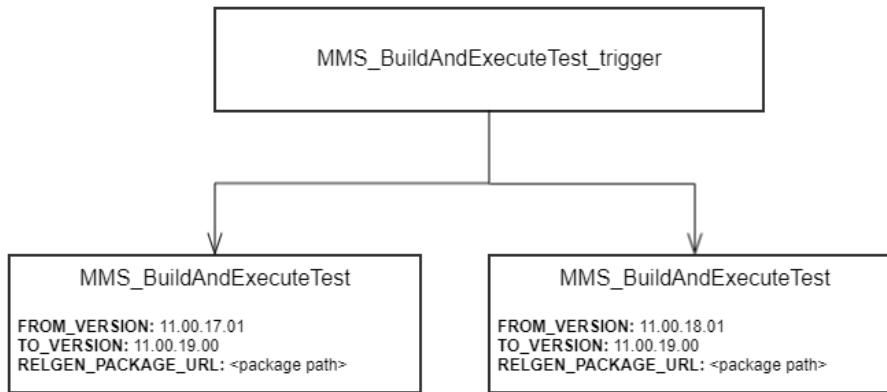 MMS_BuildAndExecuteTest_trigger
MMS_BuildAndExecuteTest
FROM_VERSION: 11.00.17.01
TO_VERSION: 11.00.19.00
RELGEN_PACKAGE_URL: <package path>
MMS_BuildAndExecuteTest
FROM_VERSION: 11.00.18.01
TO_VERSION: 11.00.19.00
RELGEN_PACKAGE_URL: <package path>